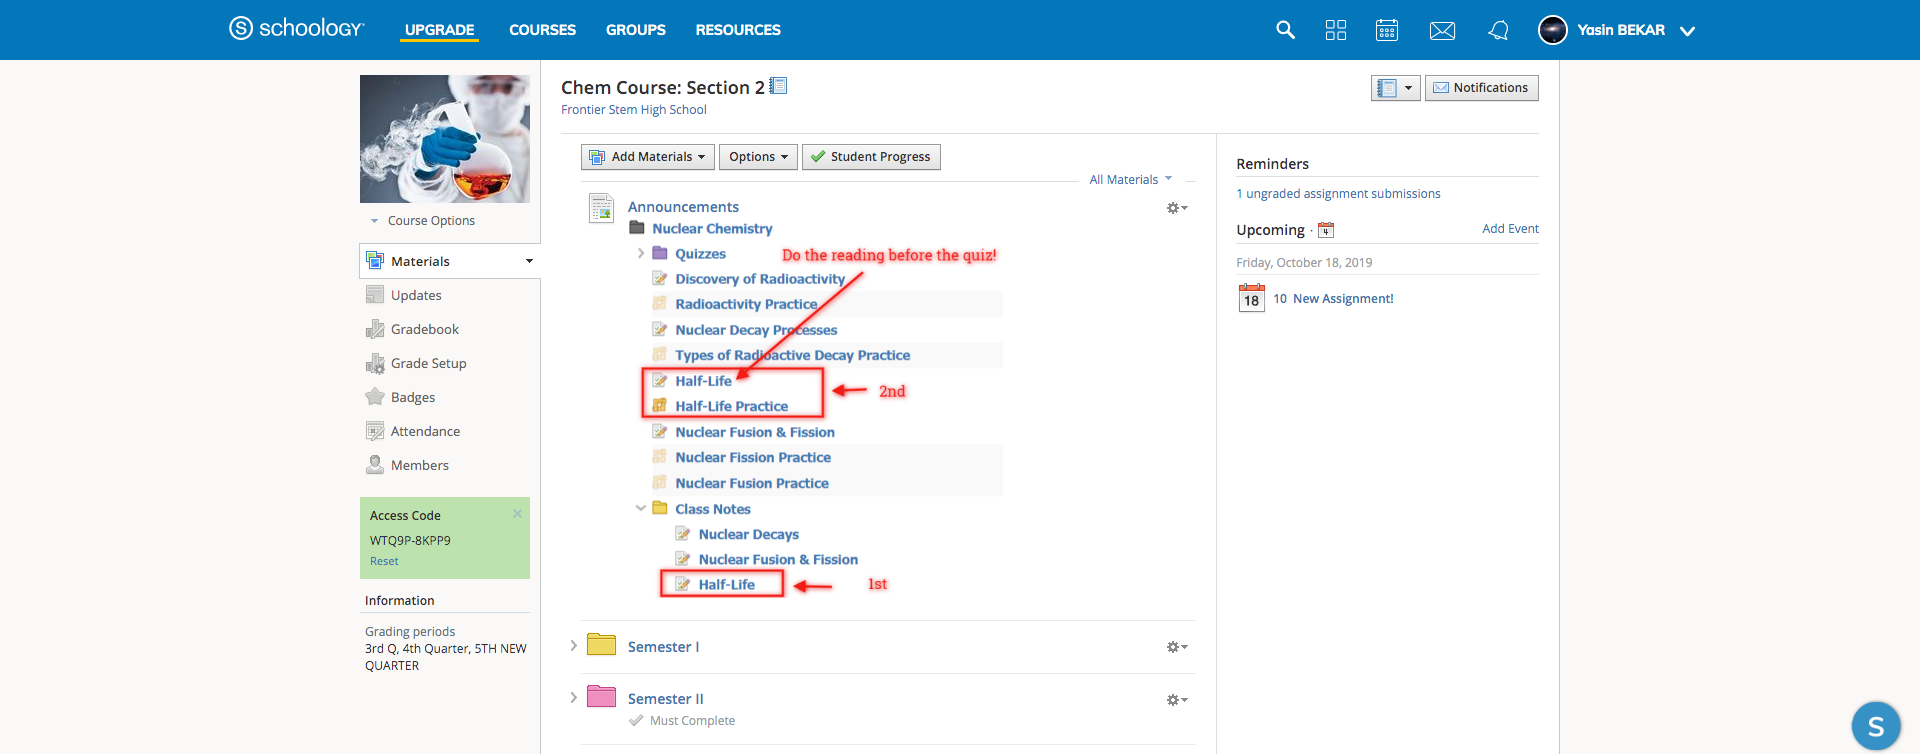 schoology
UPGRADE
COURSES
GROUPS
RESOURCES
Yasin BEKAR
Course Options
Materials
Updates
Gradebook
Grade Setup
Badges
Attendance
Members
Access Code
WTQ9P-8KPP9
Reset
Information
Grading periods
3rd Q, 4th Quarter, 5TH NEW
QUARTER
Chem Course: Section 2
Frontier Stem High School
Notifications
Add Materials
Options
Student Progress
All Materials
Announcements
Nuclear Chemistry
Quizzes
Do the reading before the quiz!
Discovery of Radioactivity
Radioactivity Practice
Nuclear Decay Processes
Types of Radioactive Decay Practice
Half-Life
2nd
Half-Life Practice
Nuclear Fusion & Fission
Nuclear Fission Practice
Nuclear Fusion Practice
Class Notes
Nuclear Decays
Nuclear Fusion & Fission
Half-Life
1st
Semester I
Semester II
Must Complete
Reminders
1 ungraded assignment submissions
Upcoming ·
4
Add Event
Friday, October 18, 2019
18
10 New Assignment!
S